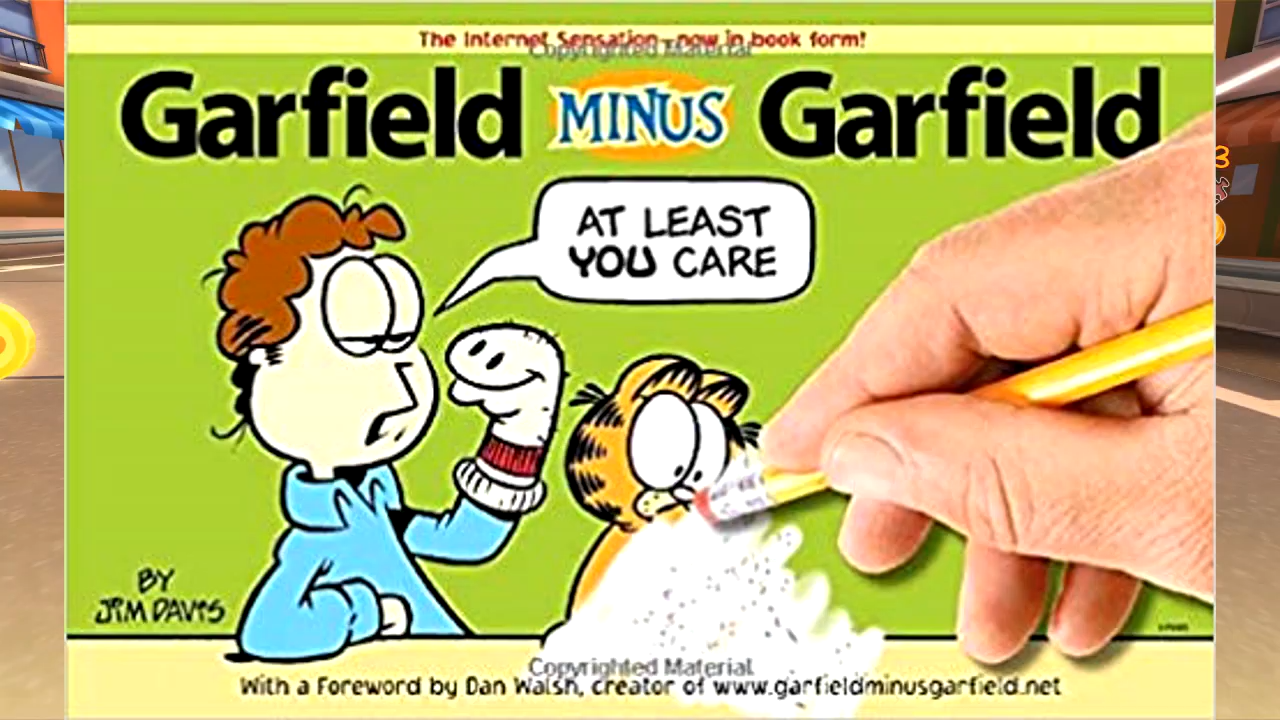 The Internet Sensation—now in book form!
Copyrighted Material
Garfield MINUS Garfield
AT LEAST
YOU CARE
BY
JIM DAVIS
Copyrighted Material
With a Foreword by Dan Walsh, creator of www.garfieldminusgarfield.net